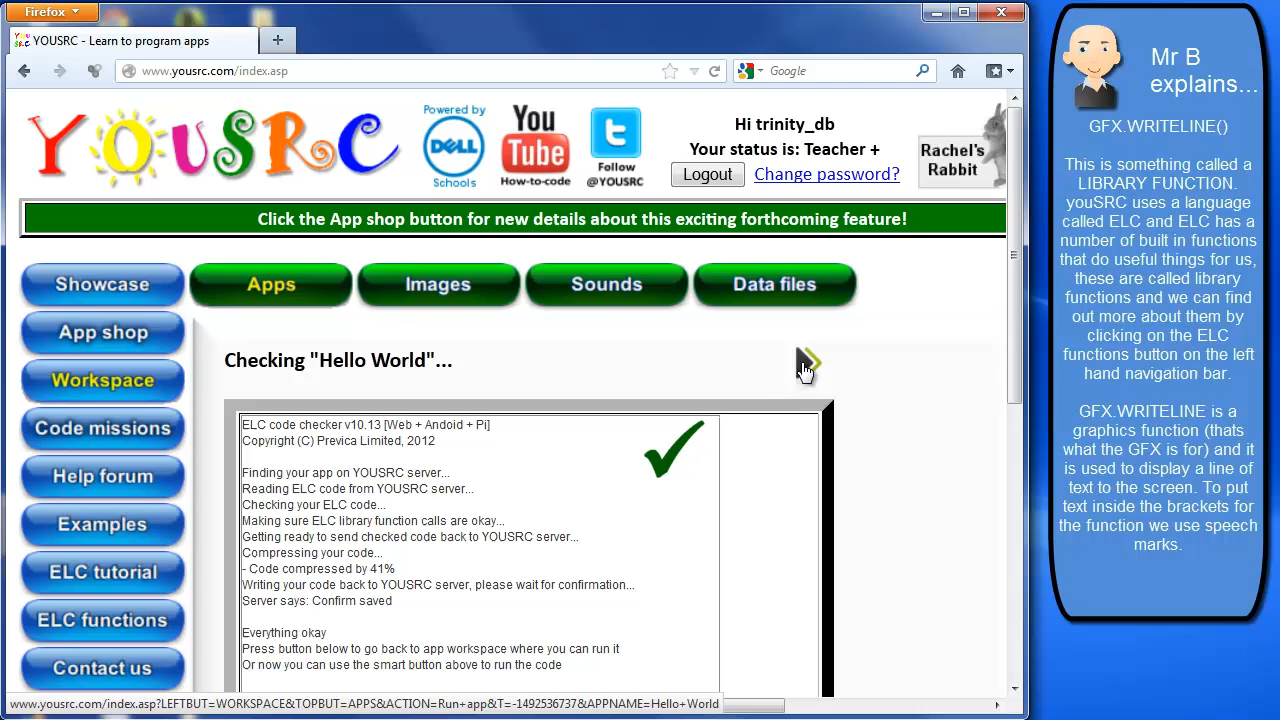 Firefox
YOUSRC - Learn to program apps
www.yousrc.com/index.asp
Google
YOUSRC
Powered by
DELL
Schools
You
Tube
How-to-code
Follow
@YOUSRC
Hi trinity_db
Your status is: Teacher +
Logout
Change password?
Rachel's
Rabbit
Click the App shop button for new details about this exciting forthcoming feature!
Showcase
Apps
Images
Sounds
Data files
App shop
Workspace
Code missions
Help forum
Examples
ELC tutorial
ELC functions
Contact us
Checking "Hello World"...
ELC code checker v10.13 [Web + Andoid + Pi]
Copyright (C) Previca Limited, 2012
Finding your app on YOUSRC server...
Reading ELC code from YOUSRC server...
Checking your ELC code...
Making sure ELC library function calls are okay...
Getting ready to send checked code back to YOUSRC server...
Compressing your code...
- Code compressed by 41%
Writing your code back to YOUSRC server, please wait for confirmation...
Server says: Confirm saved
Everything okay
Press button below to go back to app workspace where you can run it
Or now you can use the smart button above to run the code
www.yousrc.com/index.asp?LEFTBUT=WORKSPACE&TOPBUT=APPS&ACTION=Run+app&T=-1492536737&APPNAME=Hello+World
Mr B
explains...
GFX.WRITELINE()
This is something called a
LIBRARY FUNCTION.
youSRC uses a language
called ELC and ELC has a
number of built in functions
that do useful things for us,
these are called library
functions and we can find
out more about them by
clicking on the ELC
functions button on the left
hand navigation bar.
GFX.WRITELINE is a
graphics function (thats
what the GFX is for) and it
is used to display a line of
text to the screen. To put
text inside the brackets for
the function we use speech
marks.